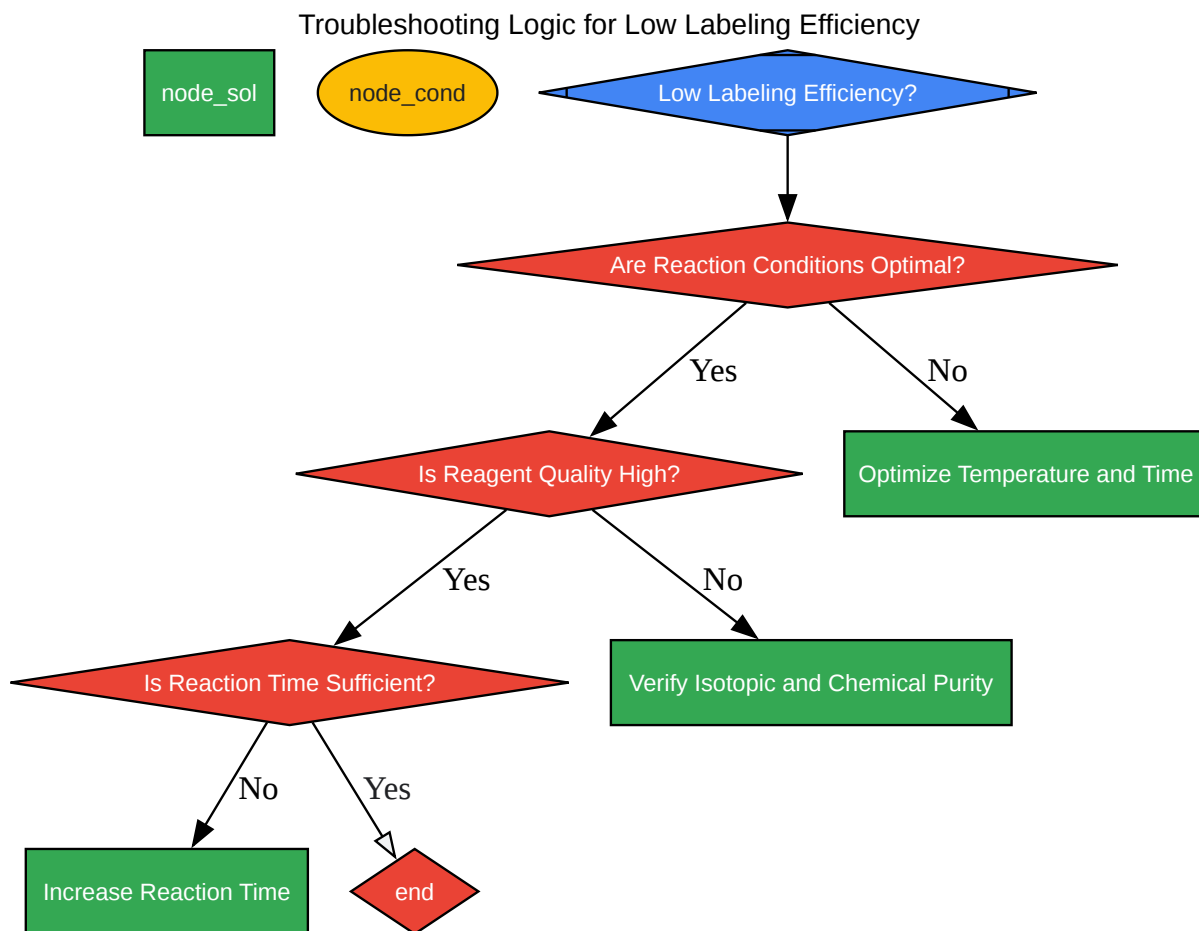 Troubleshooting Logic for Low Labeling Efficiency
node_sol
node_cond
Low Labeling Efficiency?
Are Reaction Conditions Optimal?
Yes
No
Is Reagent Quality High?
Optimize Temperature and Time
Yes
No
Is Reaction Time Sufficient?
Verify Isotopic and Chemical Purity
No
Yes
Increase Reaction Time
end